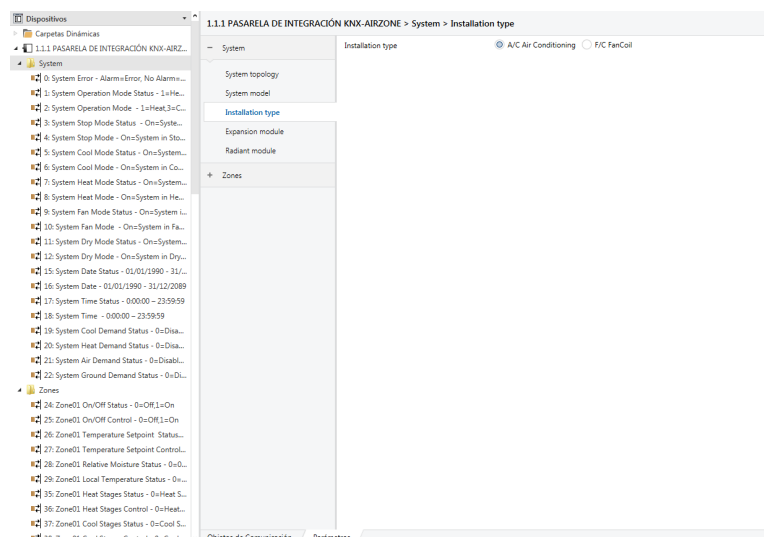 Dispositivos
Carpetas Dinámicas
1.1.1 PASARELA DE INTEGRACIÓN KNX-AIRZ...
System
0: System Error - Alarm=Error, No Alarm=...
1: System Operation Mode Status - 1=He...
2: System Operation Mode - 1=Heat,3=C...
3: System Stop Mode Status - On=Syste...
4: System Stop Mode - On=System in Sto...
5: System Cool Mode Status - On=System...
6: System Cool Mode - On=System in Co...
7: System Heat Mode Status - On=System...
8: System Heat Mode - On=System in He...
9: System Fan Mode Status - On=System i...
10: System Fan Mode - On=System in Fa...
11: System Dry Mode Status - On=System...
12: System Dry Mode - On=System in Dry...
15: System Date Status - 01/01/1990 - 31/...
16: System Date - 01/01/1990 - 31/12/2089
17: System Time Status - 0:00:00 – 23:59:59
18: System Time - 0:00:00 – 23:59:59
19: System Cool Demand Status - 0=Disa...
20: System Heat Demand Status - 0=Disa...
21: System Air Demand Status - 0=Disabl...
22: System Ground Demand Status - 0=Di...
Zones
24: Zone01 On/Off Status - 0=Off,1=On
25: Zone01 On/Off Control - 0=Off,1=On
26: Zone01 Temperature Setpoint Status...
27: Zone01 Temperature Setpoint Control...
28: Zone01 Relative Moisture Status - 0=0...
29: Zone01 Local Temperature Status - 0=...
35: Zone01 Heat Stages Status - 0=Heat S...
36: Zone01 Heat Stages Control - 0=Heat...
37: Zone01 Cool Stages Status - 0=Cool S...
1.1.1 PASARELA DE INTEGRACIÓN KNX-AIRZONE > System > Installation type
System
System topology
System model
Installation type
Expansion module
Radiant module
Zones
Installation type
A/C Air Conditioning
F/C FanCoil
Objetos de Comunicación
Parámetros